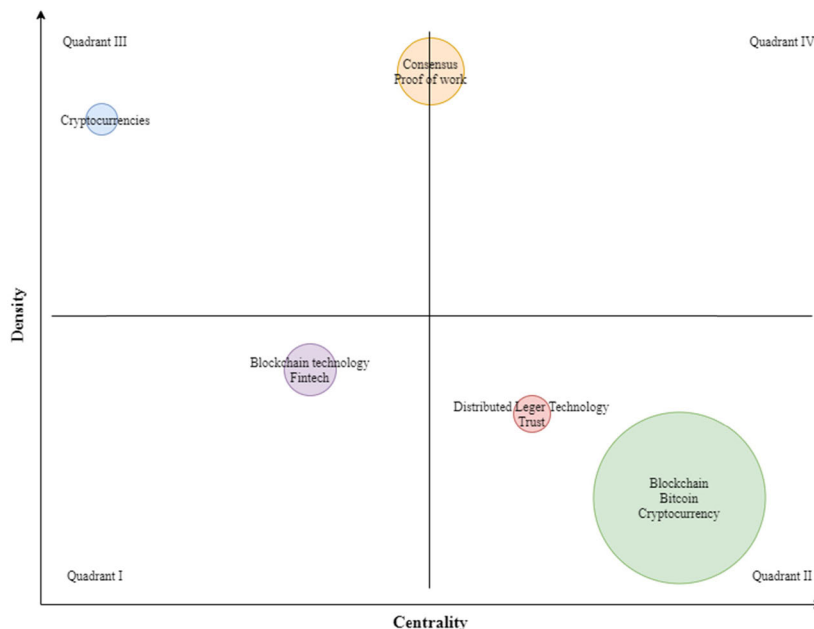 Quadrant III
Quadrant IV
Consensus
Proof of work
Cryptocurrencies
Density
Blockchain technology
Fintech
Distributed Leger Technology
Trust
Blockchain
Bitcoin
Cryptocurrency
Quadrant I
Quadrant II
Centrality